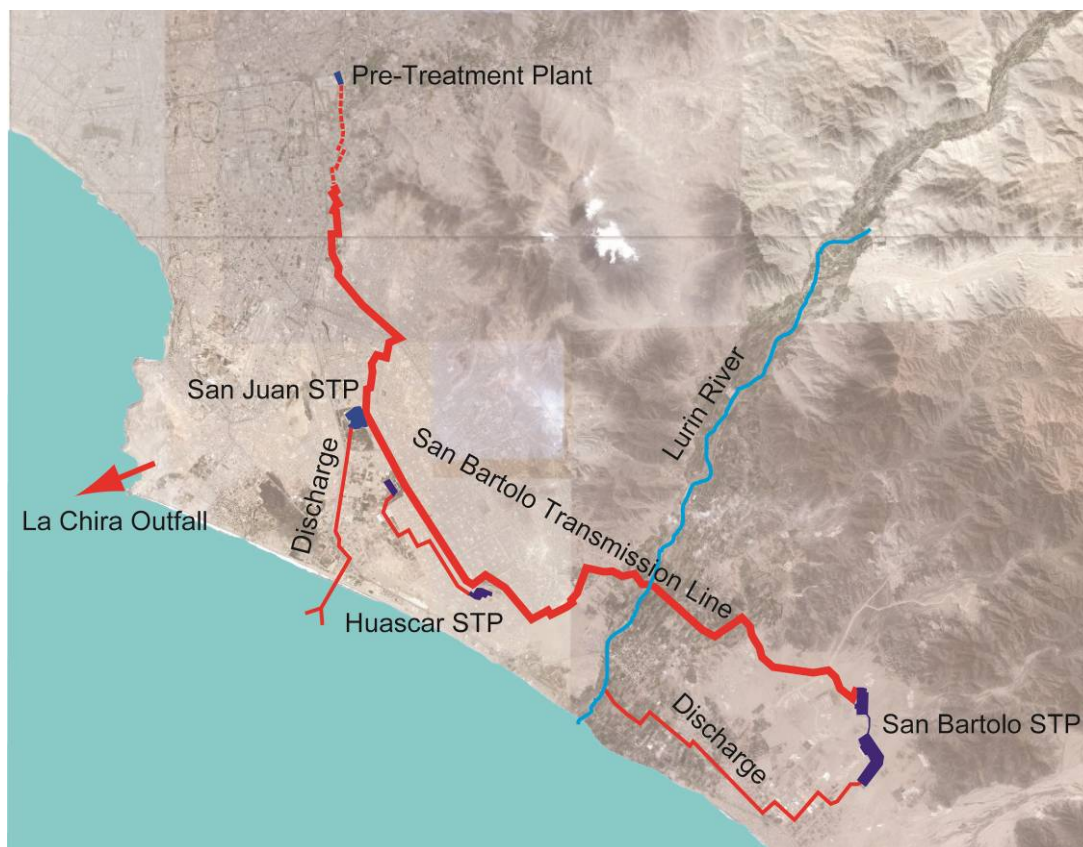 Pre-Treatment Plant
San Juan STP
Lurin River
San Bartolo Transmission Line
Discharge
La Chira Outfall
Huascar STP
Discharge
San Bartolo STP